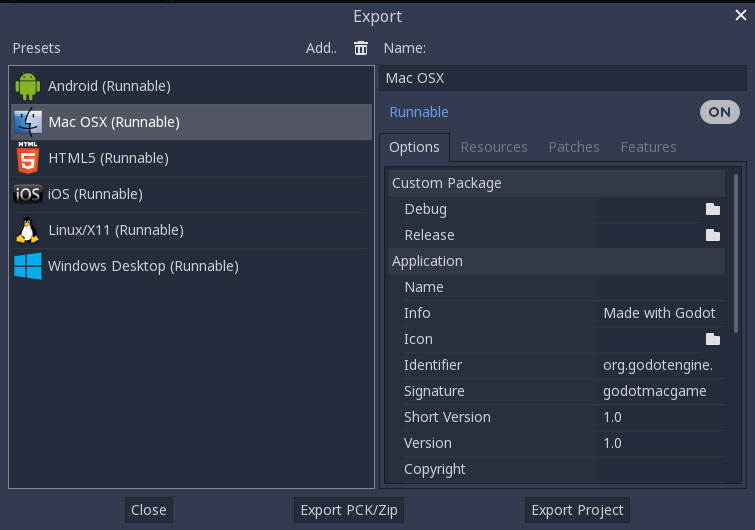 Export
Presets
Add..
Name:
Android (Runnable)
Mac OSX (Runnable)
HTML
5
HTML5 (Runnable)
iOS
iOS (Runnable)
Linux/X11 (Runnable)
Windows Desktop (Runnable)
Mac OSX
Runnable
ON
Options Resources Patches Features
Custom Package
Debug
Release
Application
Name
Info Made with Godot
Icon
Identifier org.godotengine.
Signature godotmacgame
Short Version 1.0
Version 1.0
Copyright
Close
Export PCK/Zip
Export Project